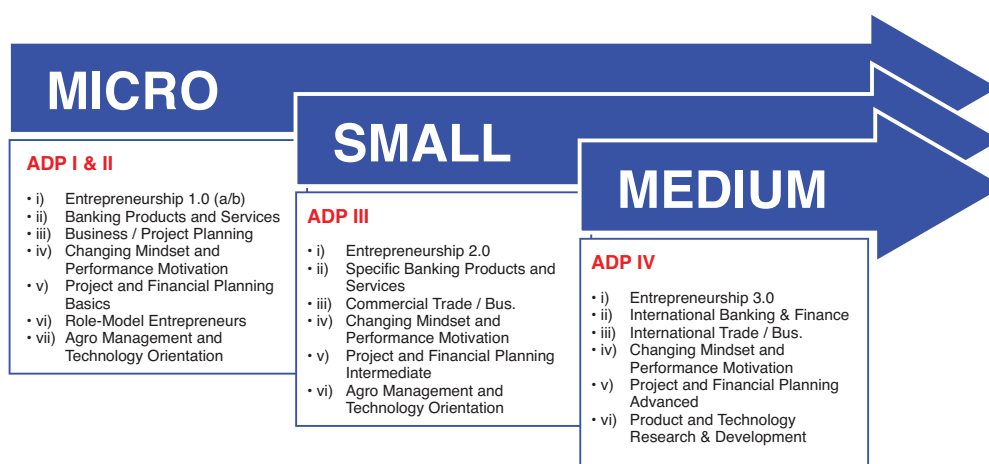 MICRO
ADP I & II
• i) Entrepreneurship 1.0 (a/b)
• ii) Banking Products and Services
• iii) Business / Project Planning
• iv) Changing Mindset and
Performance Motivation
• v) Project and Financial Planning
Basics
• vi) Role-Model Entrepreneurs
• vii) Agro Management and
Technology Orientation
SMALL
ADP III
• i) Entrepreneurship 2.0
• ii) Specific Banking Products and
Services
• iii) Commercial Trade / Bus.
• iv) Changing Mindset and
Performance Motivation
• v) Project and Financial Planning
Intermediate
• vi) Agro Management and
Technology Orientation
MEDIUM
ADP IV
• i) Entrepreneurship 3.0
• ii) International Banking & Finance
• iii) International Trade / Bus.
• iv) Changing Mindset and
Performance Motivation
• v) Project and Financial Planning
Advanced
• vi) Product and Technology
Research & Development